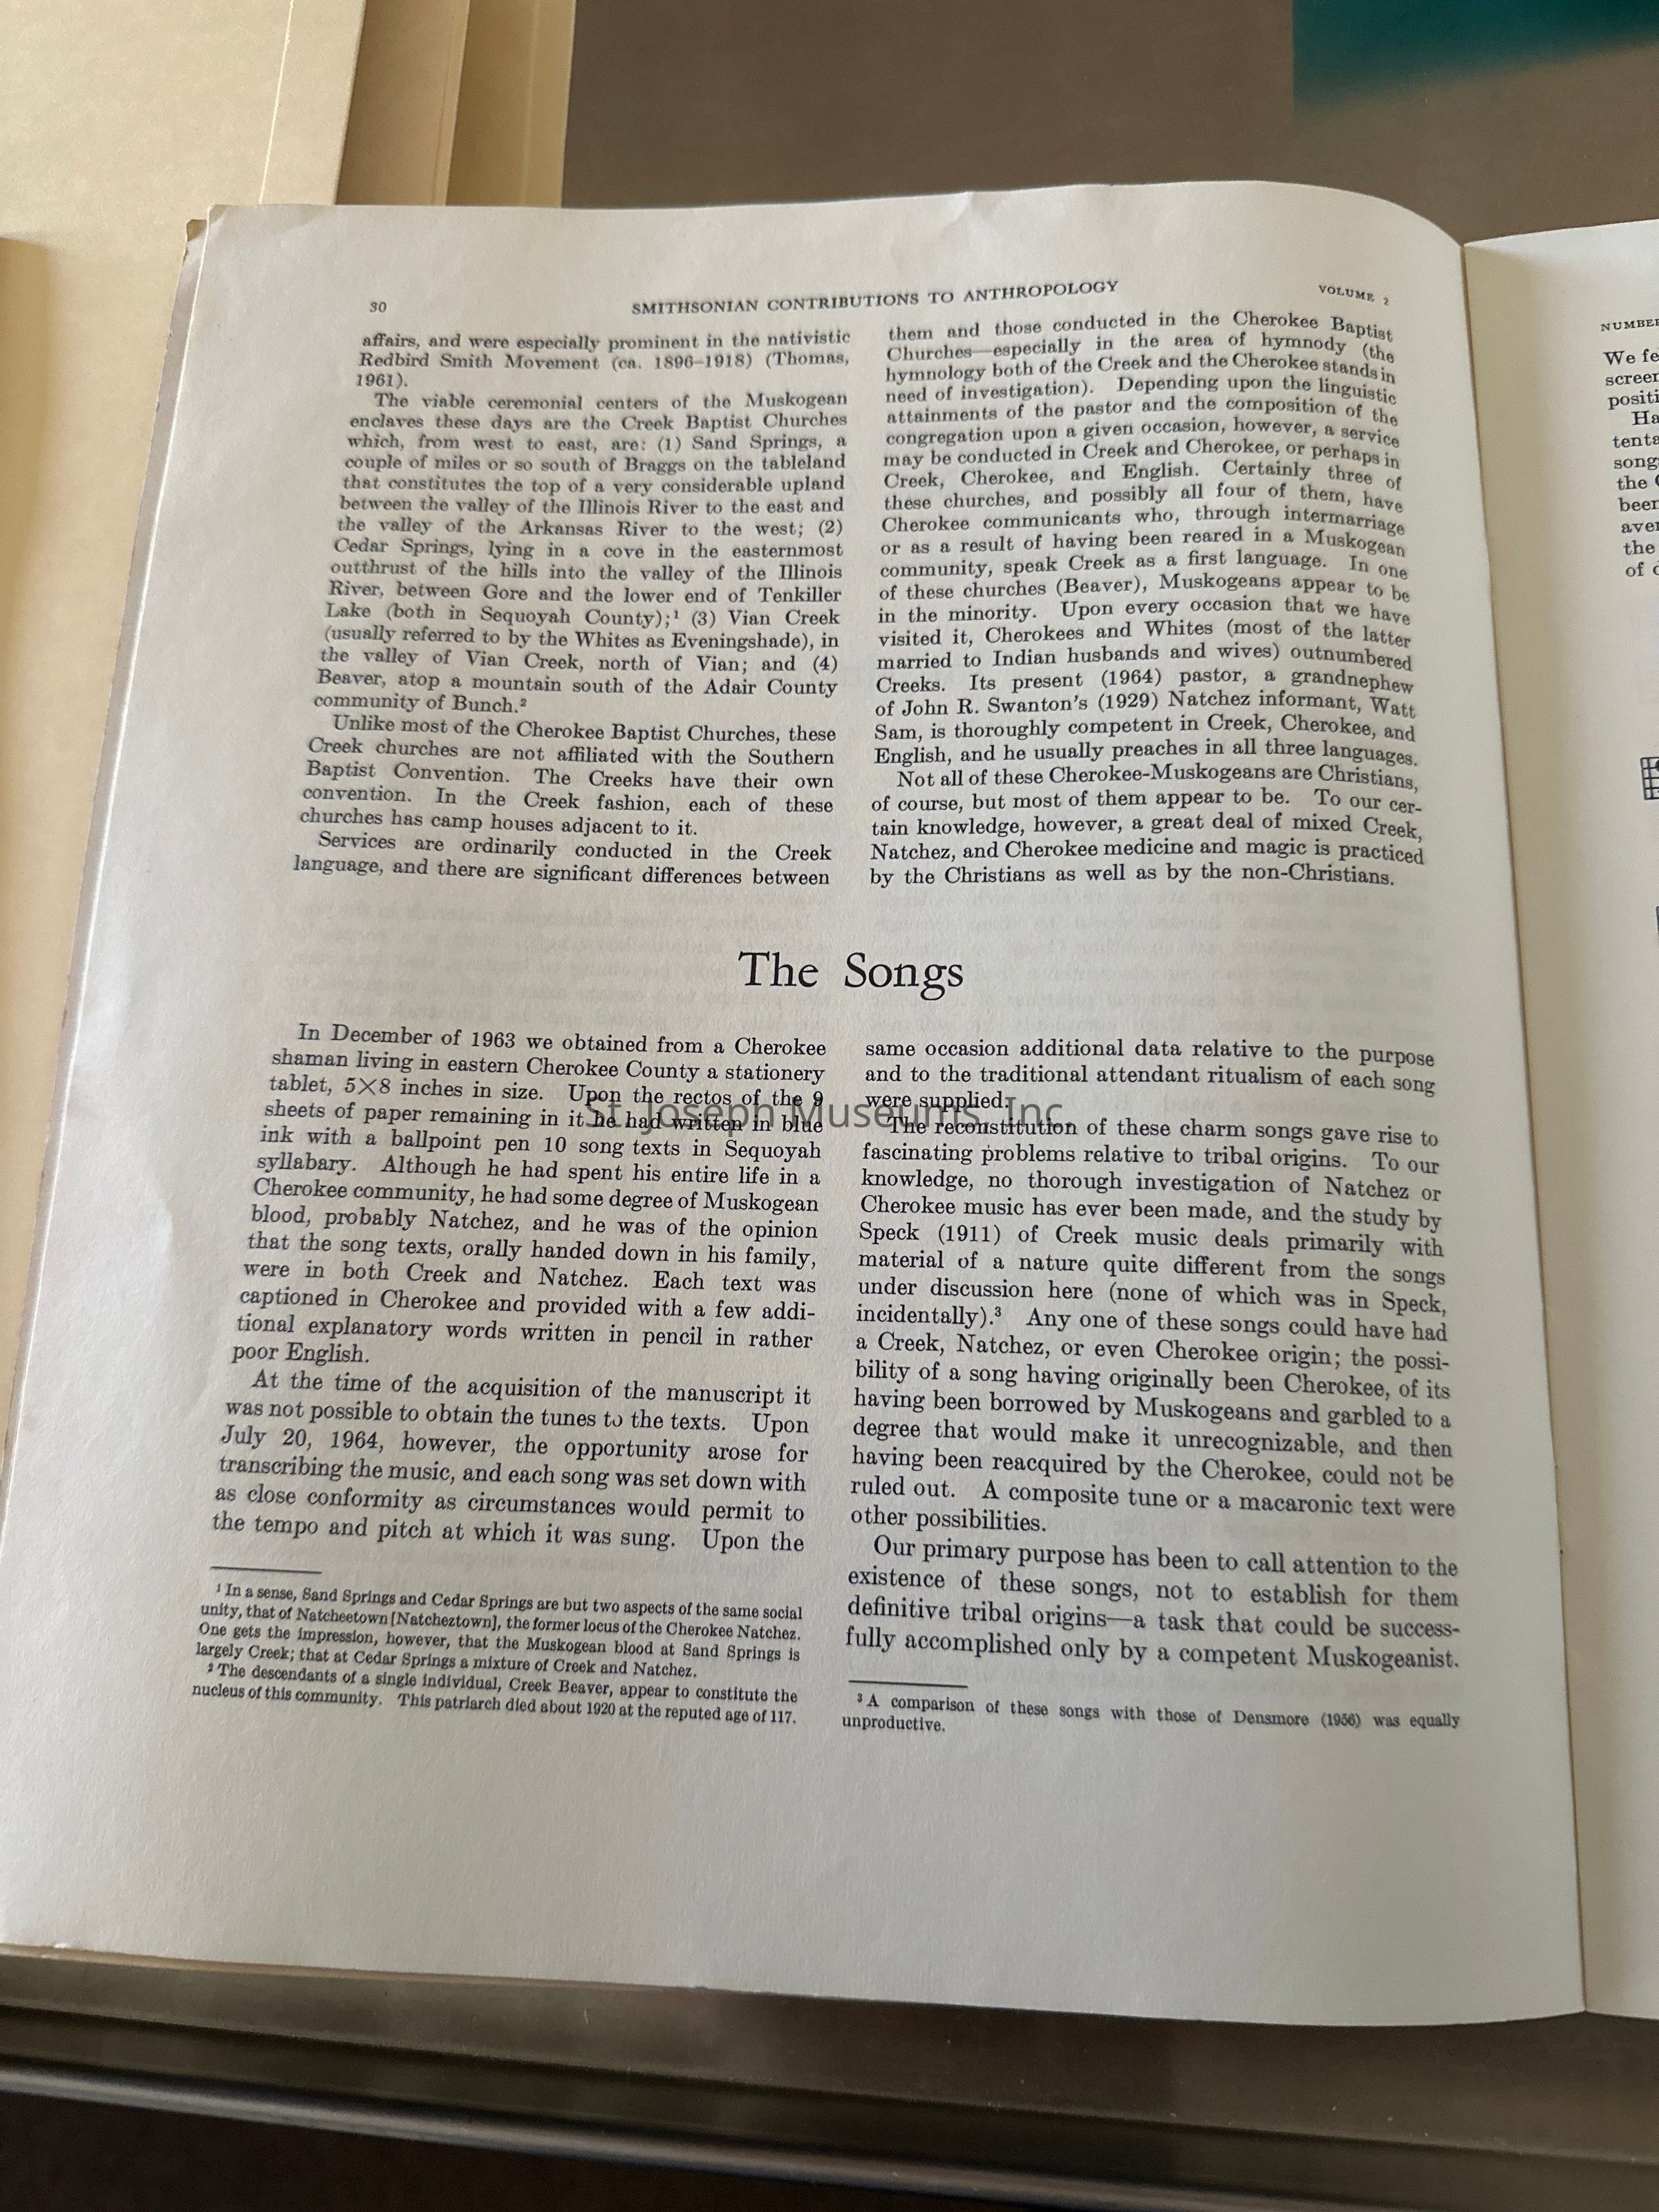 30
SMITHSONIAN CONTRIBUTIONS TO ANTHROPOLOGY
VOLUME 2
affairs, and were especially prominent in the nativistic
Redbird Smith Movement (ca. 1896–1918) (Thomas,
1961).
The viable ceremonial centers of the Muskogean
enclaves these days are the Creek Baptist Churches
which, from west to east, are: (1) Sand Springs, a
couple of miles or so south of Braggs on the tableland
that constitutes the top of a very considerable upland
between the valley of the Illinois River to the east and
the valley of the Arkansas River to the west; (2)
Cedar Springs, lying in a cove in the easternmost
outthrust of the hills into the valley of the Illinois
River, between Gore and the lower end of Tenkiller
Lake (both in Sequoyah County);¹ (3) Vian Creek
(usually referred to by the Whites as Eveningshade), in
the valley of Vian Creek, north of Vian; and (4)
Beaver, atop a mountain south of the Adair County
community of Bunch.²
Unlike most of the Cherokee Baptist Churches, these
Creek churches are not affiliated with the Southern
Baptist Convention. The Creeks have their own
convention. In the Creek fashion, each of these
churches has camp houses adjacent to it.
Services are ordinarily conducted in the Creek
language, and there are significant differences between
them and those conducted in the Cherokee Baptist
Churches—especially in the area of hymnody (the
hymnology both of the Creek and the Cherokee stands in
need of investigation). Depending upon the linguistic
attainments of the pastor and the composition of the
congregation upon a given occasion, however, a service
may be conducted in Creek and Cherokee, or perhaps in
Creek, Cherokee, and English. Certainly three of
these churches, and possibly all four of them, have
Cherokee communicants who, through intermarriage
or as a result of having been reared in a Muskogean
community, speak Creek as a first language. In one
of these churches (Beaver), Muskogeans appear to be
in the minority. Upon every occasion that we have
visited it, Cherokees and Whites (most of the latter
married to Indian husbands and wives) outnumbered
Creeks. Its present (1964) pastor, a grandnephew
of John R. Swanton's (1929) Natchez informant, Watt
Sam, is thoroughly competent in Creek, Cherokee, and
English, and he usually preaches in all three languages.
Not all of these Cherokee-Muskogeans are Christians,
of course, but most of them appear to be. To our cer-
tain knowledge, however, a great deal of mixed Creek,
Natchez, and Cherokee medicine and magic is practiced
by the Christians as well as by the non-Christians.
The Songs
In December of 1963 we obtained from a Cherokee
shaman living in eastern Cherokee County a stationery
tablet, 5×8 inches in size. Upon the rectos of the 9
sheets of paper remaining in it he had written in blue
ink with a ballpoint pen 10 song texts in Sequoyah
syllabary. Although he had spent his entire life in a
Cherokee community, he had some degree of Muskogean
blood, probably Natchez, and he was of the opinion
that the song texts, orally handed down in his family,
were in both Creek and Natchez. Each text was
captioned in Cherokee and provided with a few addi-
tional explanatory words written in pencil in rather
poor English.
At the time of the acquisition of the manuscript it
was not possible to obtain the tunes to the texts. Upon
July 20, 1964, however, the opportunity arose for
transcribing the music, and each song was set down with
as close conformity as circumstances would permit to
the tempo and pitch at which it was sung. Upon the
¹ In a sense, Sand Springs and Cedar Springs are but two aspects of the same social
unity, that of Natcheetown [Natcheztown], the former locus of the Cherokee Natchez.
One gets the impression, however, that the Muskogean blood at Sand Springs is
largely Creek; that at Cedar Springs a mixture of Creek and Natchez.
² The descendants of a single individual, Creek Beaver, appear to constitute the
nucleus of this community. This patriarch died about 1920 at the reputed age of 117.
same occasion additional data relative to the purpose
and to the traditional attendant ritualism of each song
were supplied.
The reconstitution of these charm songs gave rise to
fascinating problems relative to tribal origins. To our
knowledge, no thorough investigation of Natchez or
Cherokee music has ever been made, and the study by
Speck (1911) of Creek music deals primarily with
material of a nature quite different from the songs
under discussion here (none of which was in Speck,
incidentally).³ Any one of these songs could have had
a Creek, Natchez, or even Cherokee origin; the possi-
bility of a song having originally been Cherokee, of its
having been borrowed by Muskogeans and garbled to a
degree that would make it unrecognizable, and then
having been reacquired by the Cherokee, could not be
ruled out. A composite tune or a macaronic text were
other possibilities.
Our primary purpose has been to call attention to the
existence of these songs, not to establish for them
definitive tribal origins—a task that could be success-
fully accomplished only by a competent Muskogeanist.
³ A comparison of these songs with those of Densmore (1956) was equally
unproductive.
St. Joseph Museums, Inc.
NUMBER
We fe
screen
positi
Ha
tenta
song
the
been
aver
the
of